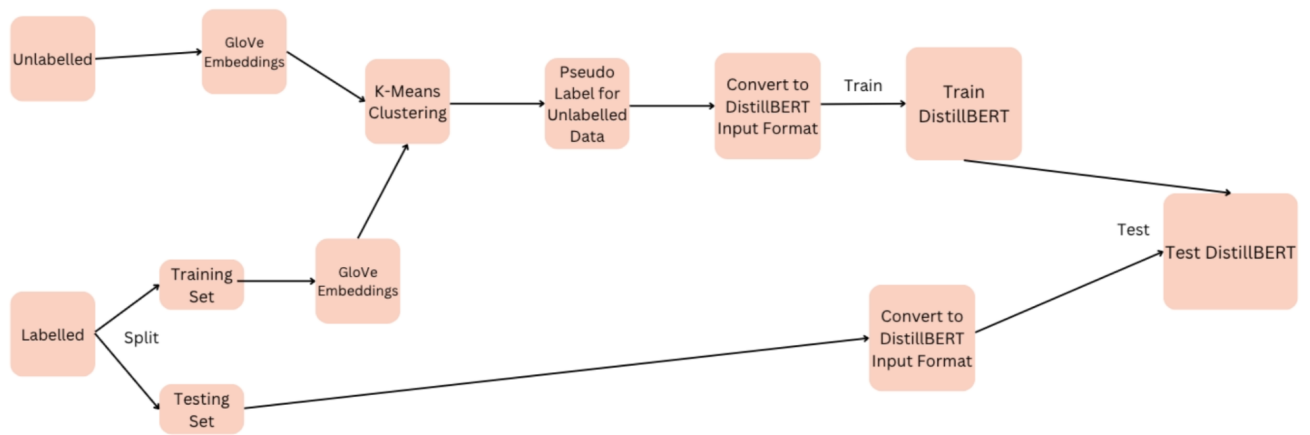 Unlabelled
GloVe
Embeddings
K-Means
Clustering
Pseudo
Label for
Unlabelled
Data
Convert to
DistillBERT
Input Format
Train
Train
DistillBERT
Test
Test DistillBERT
Labelled
Split
Training
Set
GloVe
Embeddings
Testing
Set
Convert to
DistillBERT
Input Format